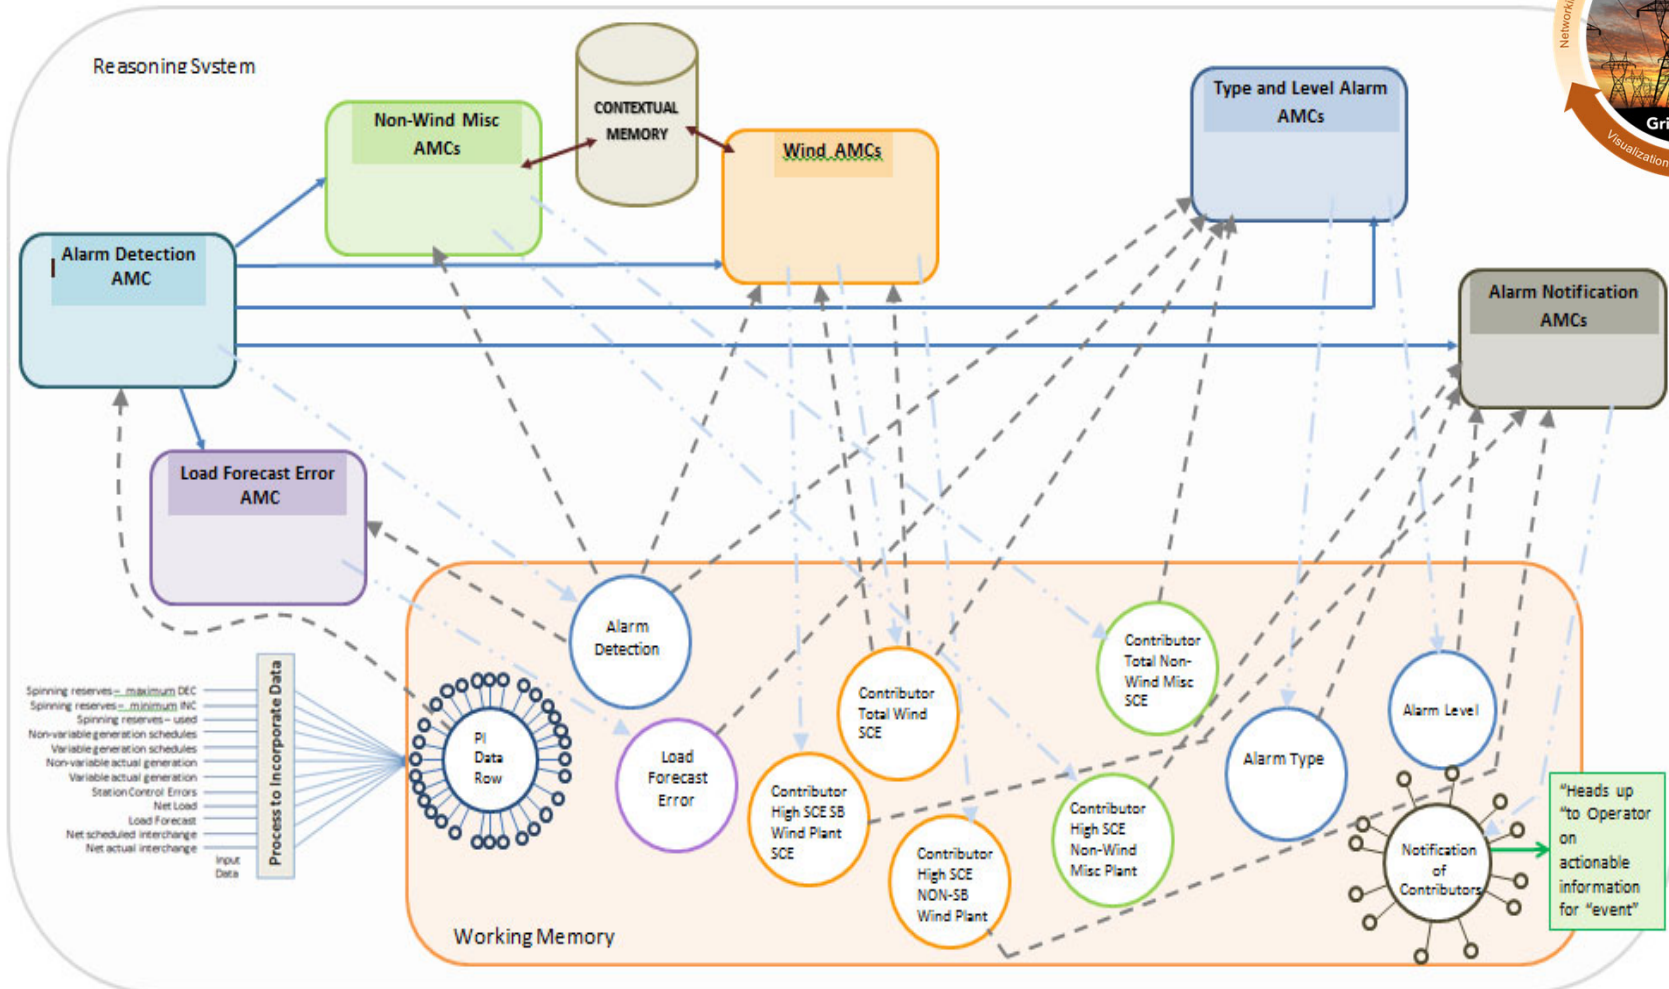 Reasoning System
Networki
Gri
Visualization
CONTEXTUAL
MEMORY
Non-Wind Misc
AMCs
Wind AMCs
Type and Level Alarm
AMCs
Alarm Detection
AMC
Alarm Notification
AMCs
Load Forecast Error
AMC
Spinning reserves – maximum DEC
Spinning reserves – minimum INC
Spinning reserves – used
Non-variable generation schedules
Variable generation schedules
Non-variable actual generation
Variable actual generation
Station Control Errors
Net Load
Load Forecast
Net scheduled interchange
Net actual interchange
Input
Data
Process to Incorporate Data
PI
Data
Row
Alarm
Detection
Load
Forecast
Error
Contributor
Total Wind
SCE
Contributor
High SCE SB
Wind Plant
SCE
Contributor
High SCE
NON-SB
Wind Plant
Contributor
Total Non-
Wind Misc
SCE
Contributor
High SCE
Non-Wind
Misc Plant
Alarm Type
Alarm Level
Notification
of
Contributors
"Heads up
"to Operator
on
actionable
information
for "event"
Working Memory